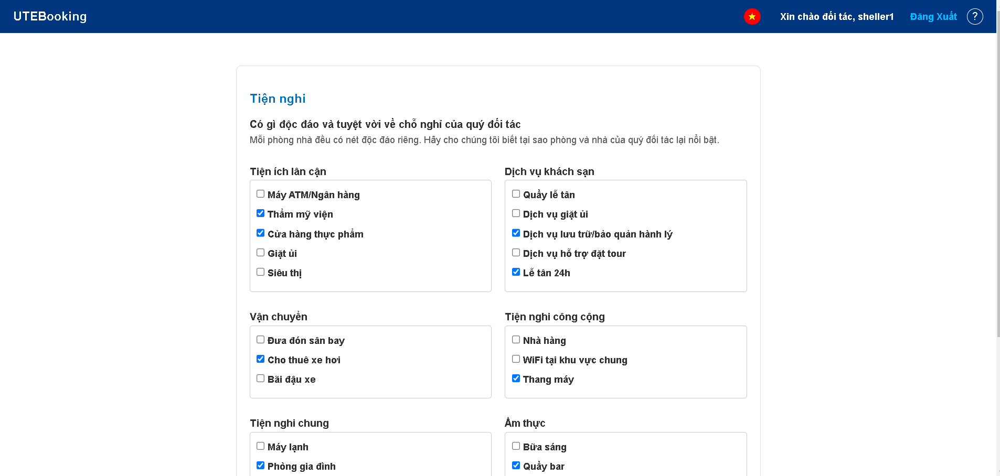 UTEBooking
Xin chào đối tác, sheller1
Đăng Xuất
?
Tiện nghi
Có gì độc đáo và tuyệt vời về chỗ nghỉ của quý đối tác
Mỗi phòng nhà đều có nét độc đáo riêng. Hãy cho chúng tôi biết tại sao phòng và nhà của quý đối tác lại nổi bật.
Tiện ích lân cận
Máy ATM/Ngân hàng
Thẩm mỹ viện
Cửa hàng thực phẩm
Giặt ủi
Siêu thị
Dịch vụ khách sạn
Quầy lễ tân
Dịch vụ giặt ủi
Dịch vụ lưu trữ/bảo quản hành lý
Dịch vụ hỗ trợ đặt tour
Lễ tân 24h
Vận chuyển
Đưa đón sân bay
Cho thuê xe hơi
Bãi đậu xe
Tiện nghi công cộng
Nhà hàng
WiFi tại khu vực chung
Thang máy
Tiện nghi chung
Máy lạnh
Phòng gia đình
Ẩm thực
Bữa sáng
Quầy bar